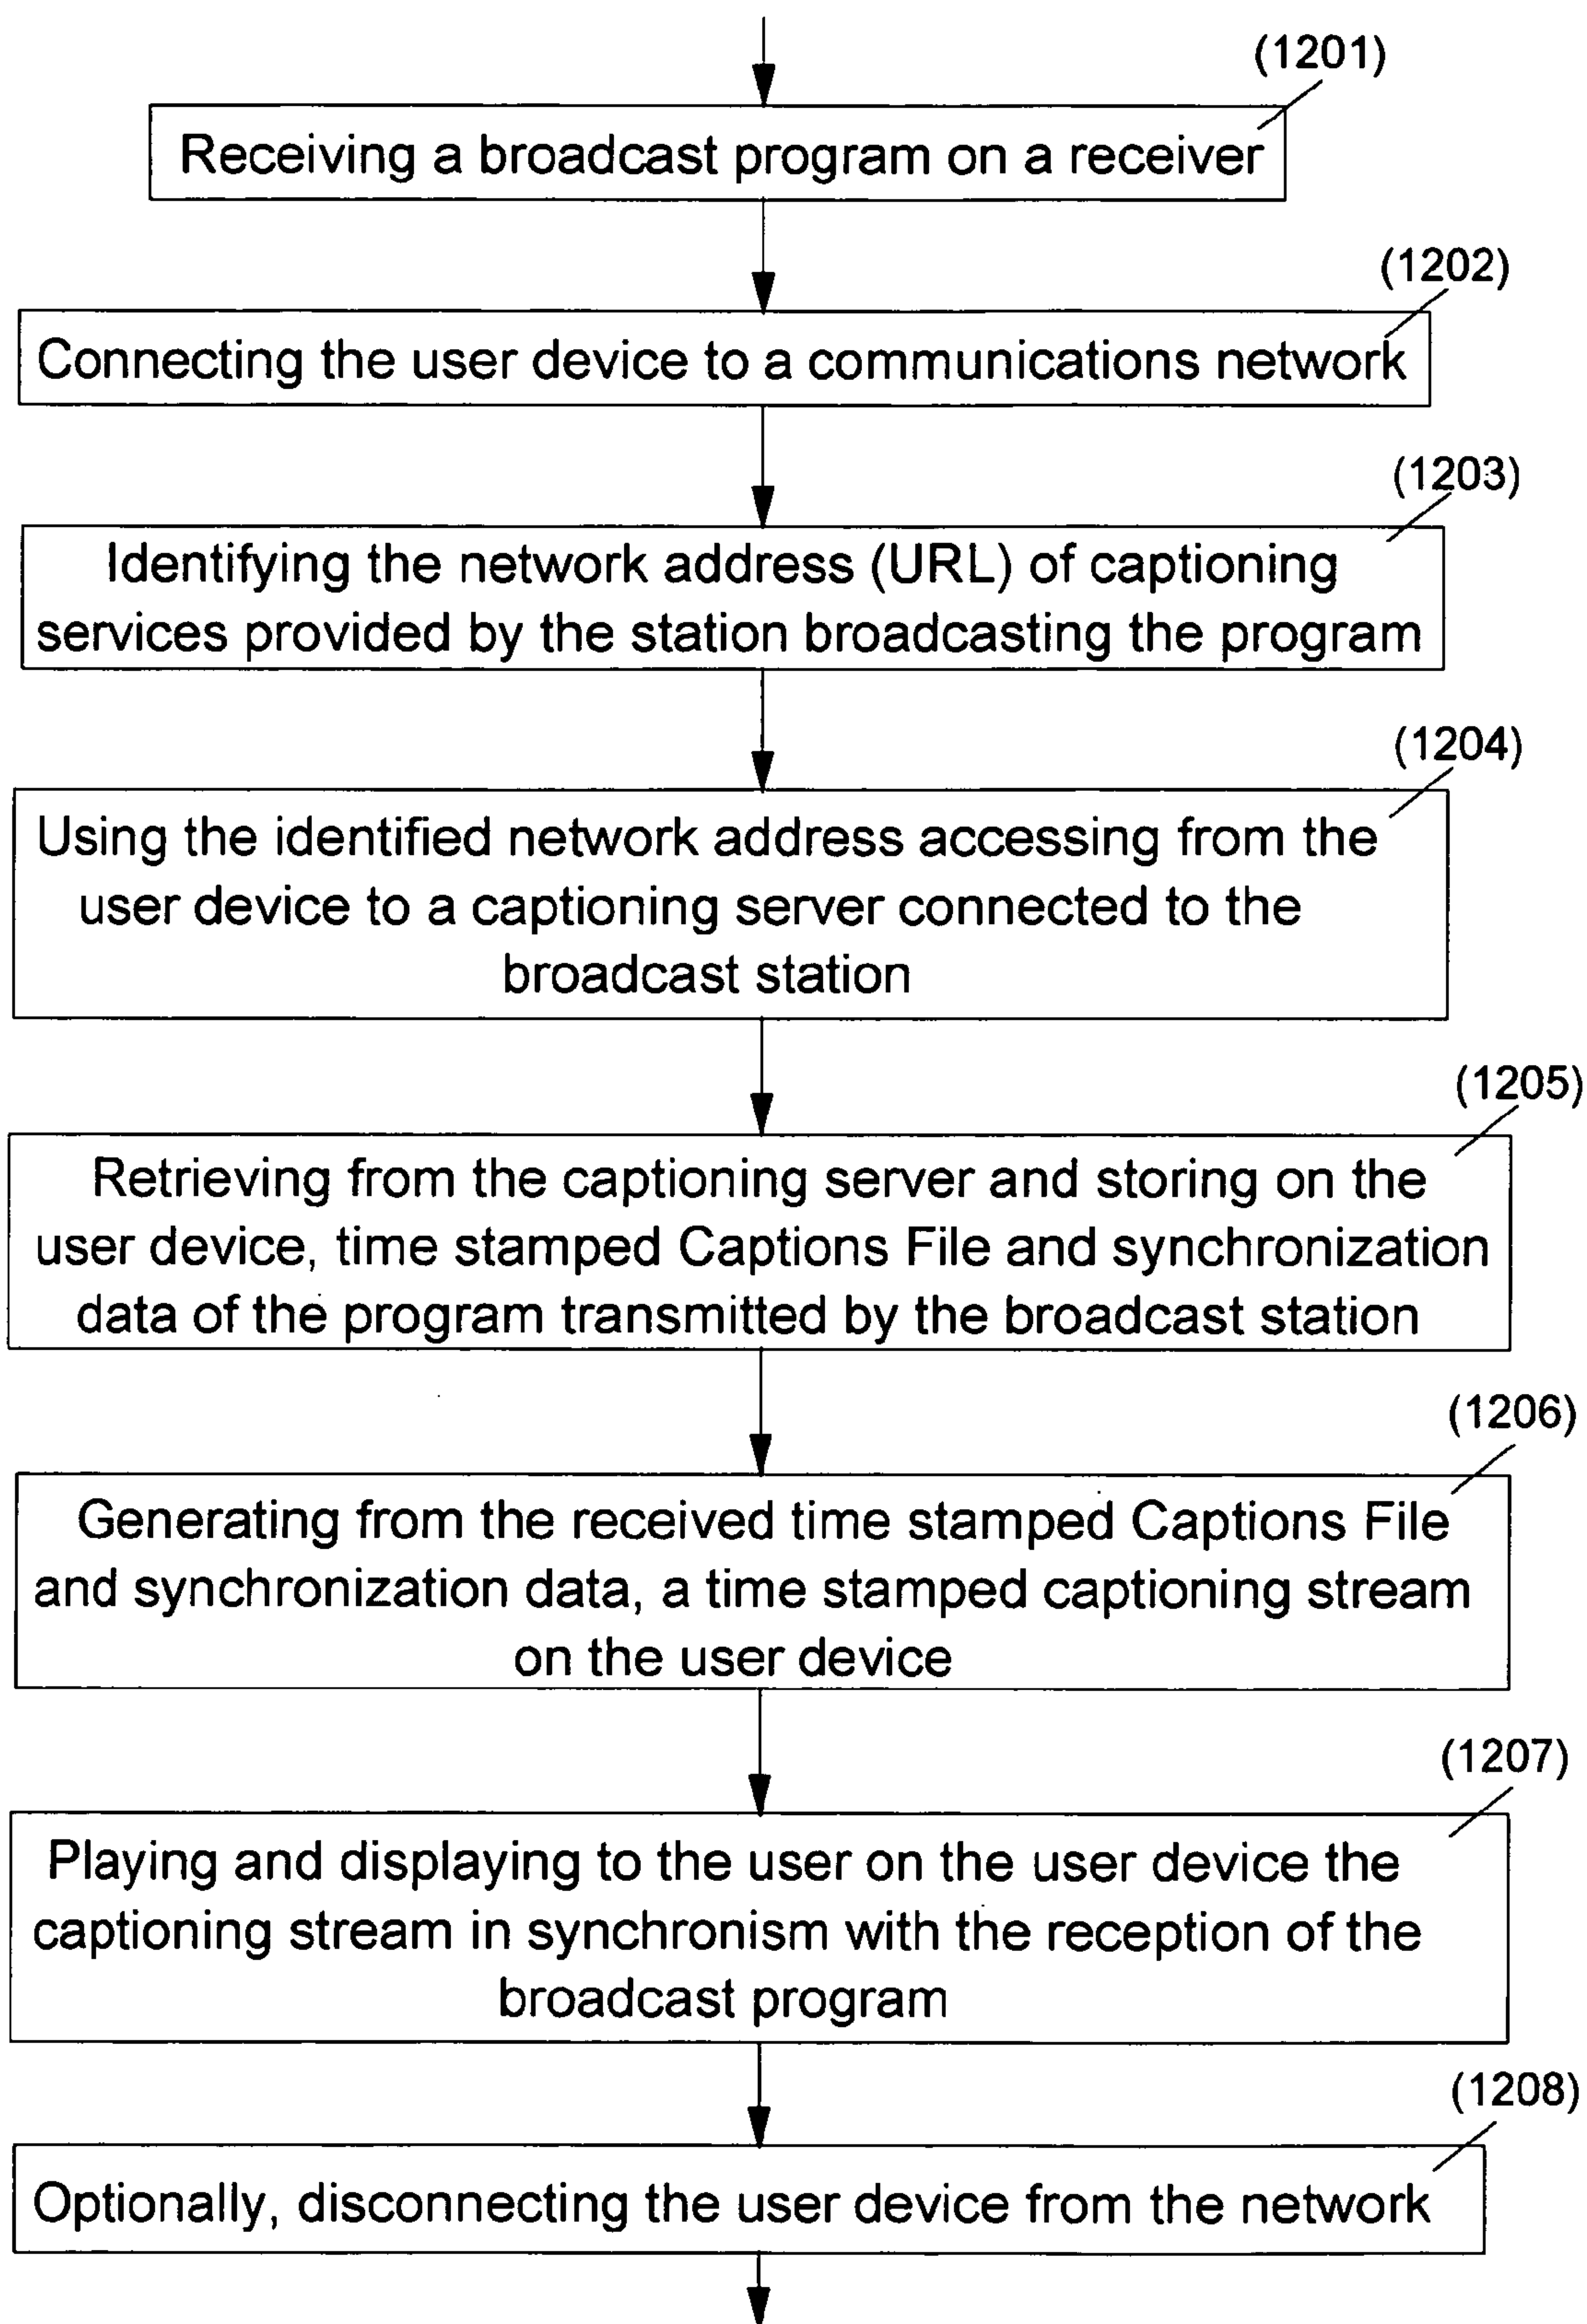 (1201)
Receiving a broadcast program on a receiver
(1202)
Connecting the user device to a communications network
(1203)
Identifying the network address (URL) of captioning
services provided by the station broadcasting the program
(1204)
Using the identified network address accessing from the
user device to a captioning server connected to the
broadcast station
(1205)
Retrieving from the captioning server and storing on the
user device, time stamped Captions File and synchronization
data of the program transmitted by the broadcast station
(1206)
Generating from the received time stamped Captions File
and synchronization data, a time stamped captioning stream
on the user device
(1207)
Playing and displaying to the user on the user device the
captioning stream in synchronism with the reception of the
broadcast program
(1208)
Optionally, disconnecting the user device from the network